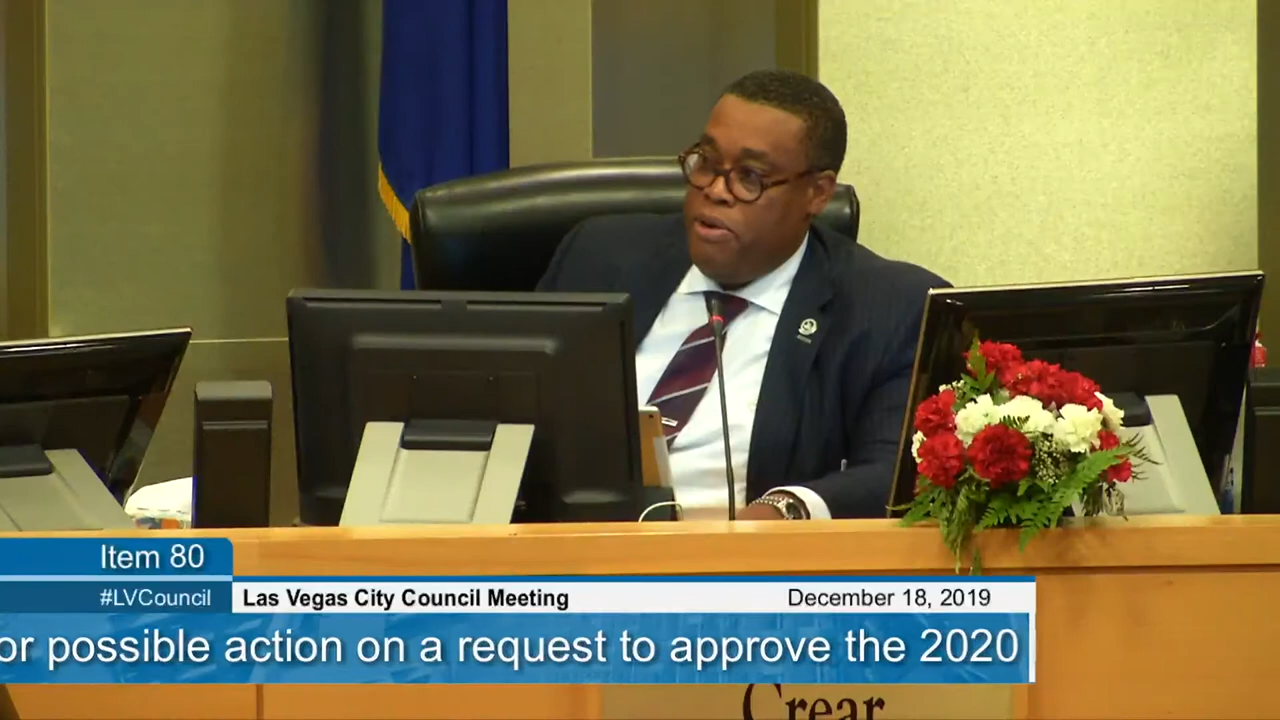 Item 80
#LVCouncil
Las Vegas City Council Meeting
December 18, 2019
or possible action on a request to approve the 2020
Crear